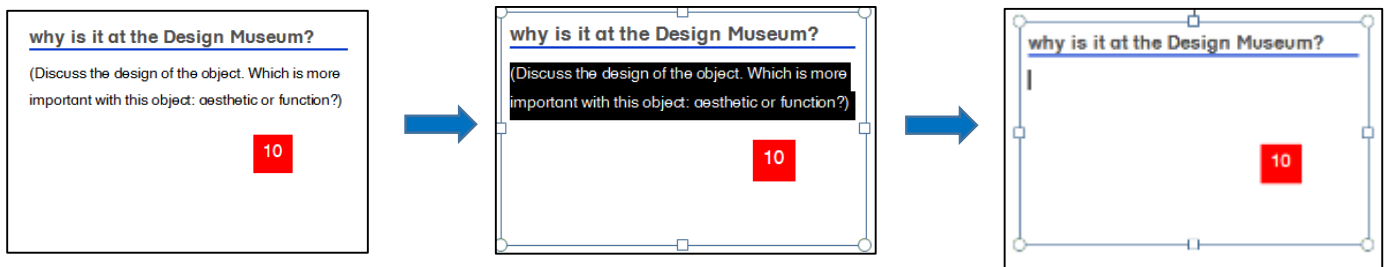 why is it at the Design Museum?
(Discuss the design of the object. Which is more
important with this object: aesthetic or function?)
10
why is it at the Design Museum?
(Discuss the design of the object. Which is more
important with this object: aesthetic or function?)
10
why is it at the Design Museum?
10